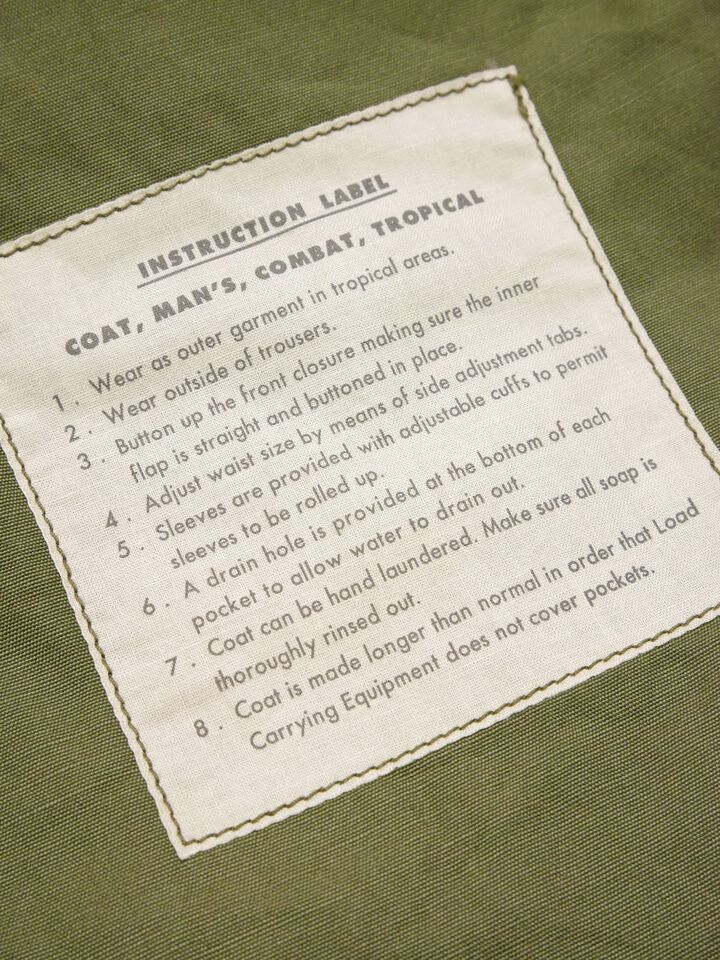 INSTRUCTION LABEL
COAT, MAN'S, COMBAT, TROPICAL
1. Wear as outer garment in tropical areas.
2. Wear outside of trousers.
3. Button up the front closure making sure the inner
flap is straight and buttoned in place.
4. Adjust waist size by means of side adjustment tabs.
5. Sleeves are provided with adjustable cuffs to permit
sleeves to be rolled up.
6. A drain hole is provided at the bottom of each
pocket to allow water to drain out.
7. Coat can be hand laundered. Make sure all soap is
thoroughly rinsed out.
8. Coat is made longer than normal in order that Load
Carrying Equipment does not cover pockets.